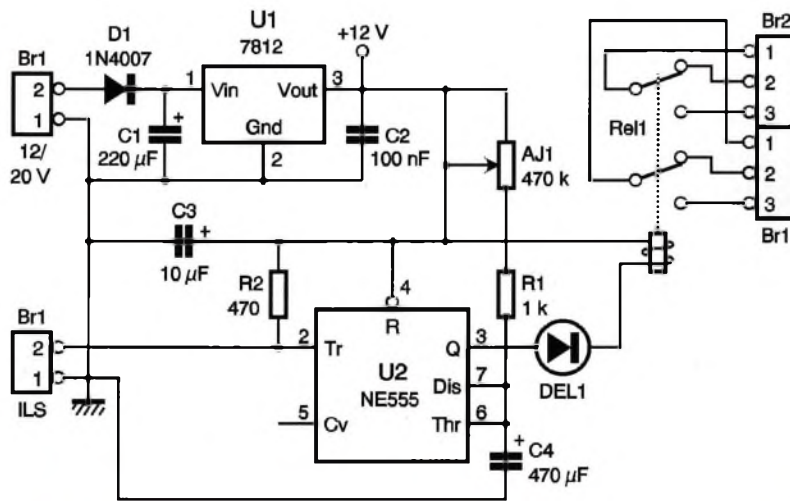 U1
7812
+12 V
D1
1N4007
Br1
2
1
12/
20 V
1
Vin
Vout
3
Gnd
2
C1
220 µF
+
C2
100 nF
AJ1
470 k
Rel1
Br2
1
2
3
1
2
3
Br1
C3
+
10 µF
R2
470
4
R
R1
1 k
Br1
2
1
ILS
2
Tr
U2
NE555
Q
3
Dis
7
Thr
6
5
Cv
DEL1
+
C4
470 µF